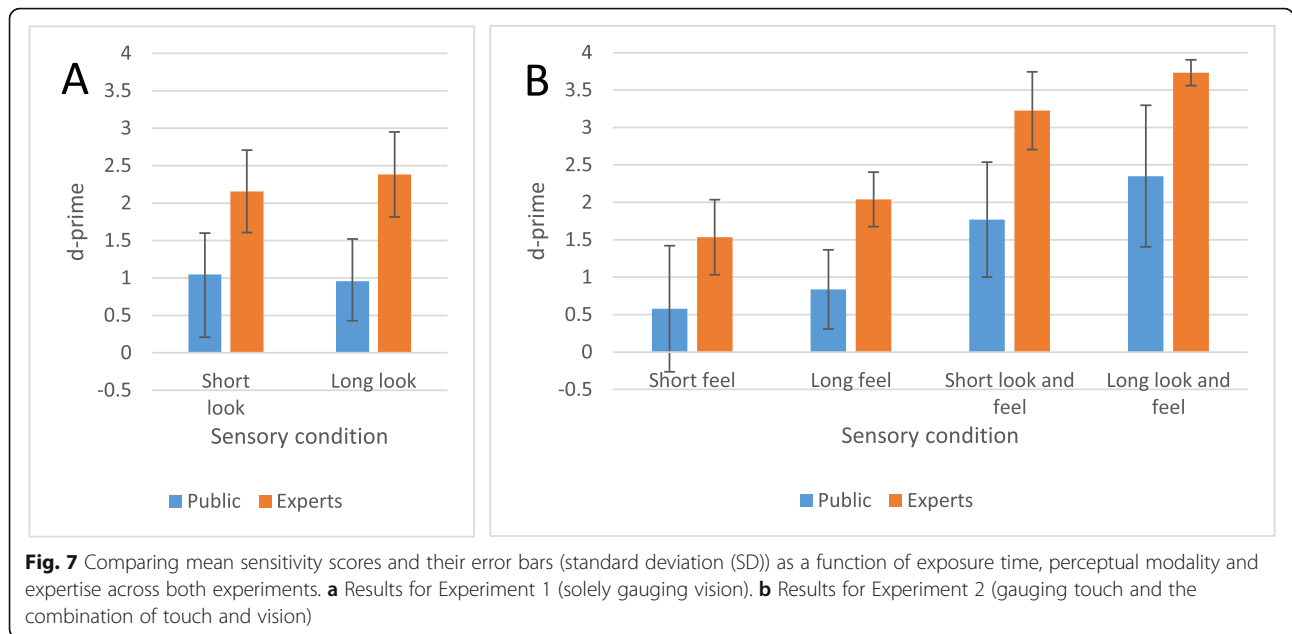 A
4
3.5
3
2.5
2
1.5
1
0.5
0
-0.5
d-prime
Short
look
Long look
Sensory condition
Public
Experts
B
4
3.5
3
2.5
2
1.5
1
0.5
0
-0.5
d-prime
Short feel
Long feel
Short look and
feel
Long look and
feel
Sensory condition
Public
Experts
Fig. 7 Comparing mean sensitivity scores and their error bars (standard deviation (SD)) as a function of exposure time, perceptual modality and
expertise across both experiments. a Results for Experiment 1 (solely gauging vision). b Results for Experiment 2 (gauging touch and the
combination of touch and vision)